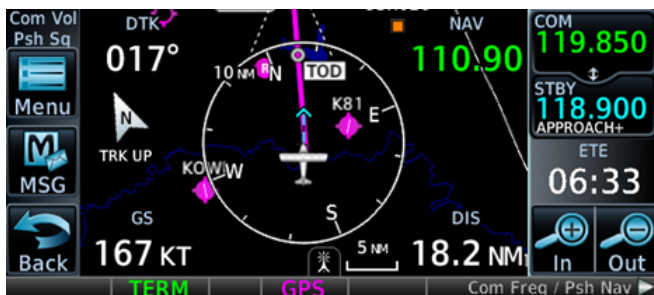 Com Vol
Psh Sq
Menu
MSG
Back
DTK
017°
N
TRK UP
GS
167 KT
10 NM
N
TOD
K81
E
W
S
5 NM
NAV
110.90
DIS
18.2 NM
COM
119.850
STBY
118.900
APPROACH+
ETE
06:33
In
Out
TERM
GPS
Com Freq / Psh Nav